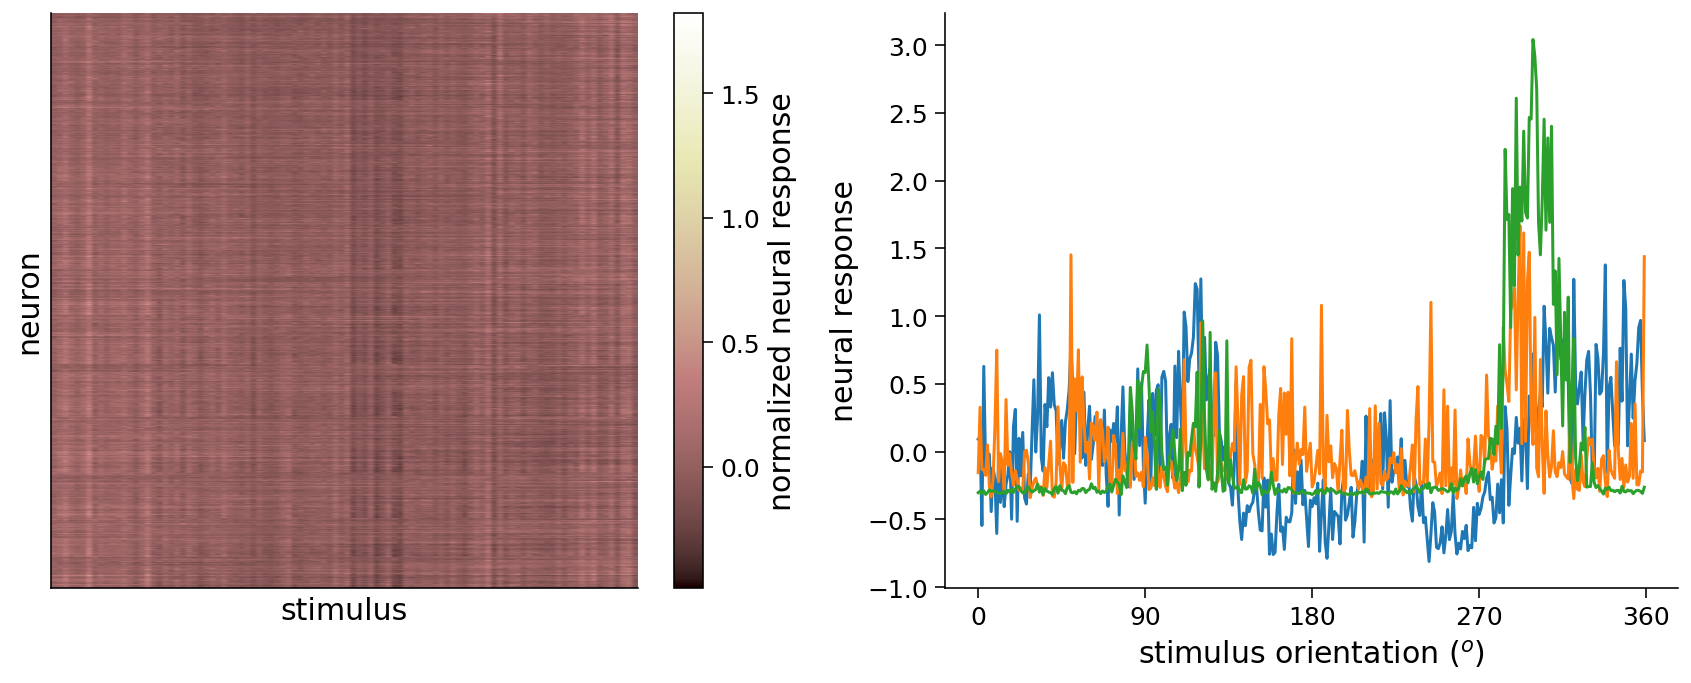 neuron
stimulus
1.5
1.0
0.5
0.0
normalized neural response
neural response
3.0
2.5
2.0
1.5
1.0
0.5
0.0
−0.5
−1.0
0 90 180 270 360
stimulus orientation (°)